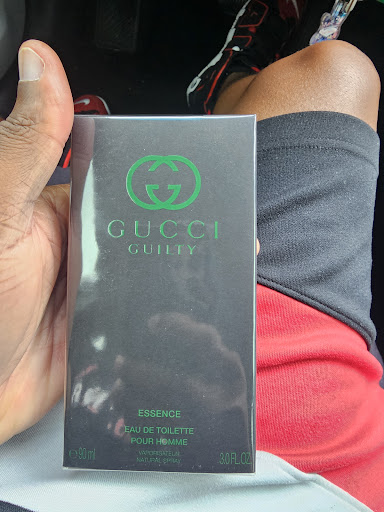 GUCCI
GUILTY
ESSENCE
EAU DE TOILETTE
POUR HOMME
VAPORISATEUR
NATURAL SPRAY
℮ 90 ml 3.0 FL.OZ.